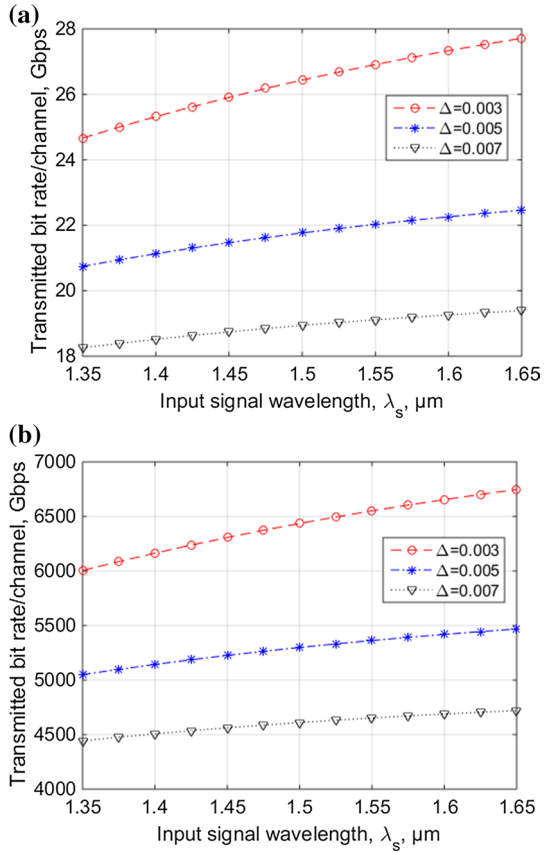 (a)
Transmitted bit rate/channel, Gbps
28
26
24
22
20
18
Δ=0.003
Δ=0.005
Δ=0.007
1.35 1.4 1.45 1.5 1.55 1.6 1.65
Input signal wavelength, λs, µm
(b)
Transmitted bit rate/channel, Gbps
7000
6500
6000
5500
5000
4500
4000
Δ=0.003
Δ=0.005
Δ=0.007
1.35 1.4 1.45 1.5 1.55 1.6 1.65
Input signal wavelength, λs, µm